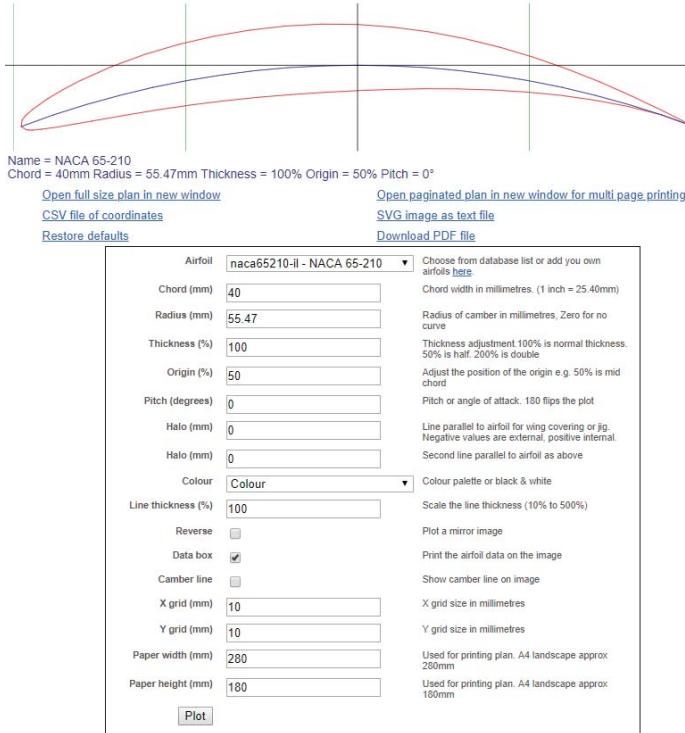 Name = NACA 65-210
Chord = 40mm Radius = 55.47mm Thickness = 100% Origin = 50% Pitch = 0°
Open full size plan in new window
Open paginated plan in new window for multi page printing
CSV file of coordinates
SVG image as text file
Restore defaults
Download PDF file
Airfoil naca65210-il - NACA 65-210 Choose from database list or add you own
airfoils here.
Chord (mm) 40 Chord width in millimetres. (1 inch = 25.40mm)
Radius (mm) 55.47 Radius of camber in millimetres, Zero for no
curve
Thickness (%) 100 Thickness adjustment.100% is normal thickness.
50% is half. 200% is double
Origin (%) 50 Adjust the position of the origin e.g. 50% is mid
chord
Pitch (degrees) 0 Pitch or angle of attack. 180 flips the plot
Halo (mm) 0 Line parallel to airfoil for wing covering or jig.
Negative values are external, positive internal.
Halo (mm) 0 Second line parallel to airfoil as above
Colour Colour Colour palette or black & white
Line thickness (%) 100 Scale the line thickness (10% to 500%)
Reverse Plot a mirror image
Data box Print the airfoil data on the image
Camber line Show camber line on image
X grid (mm) 10 X grid size in millimetres
Y grid (mm) 10 Y grid size in millimetres
Paper width (mm) 280 Used for printing plan. A4 landscape approx
280mm
Paper height (mm) 180 Used for printing plan. A4 landscape approx
180mm
Plot